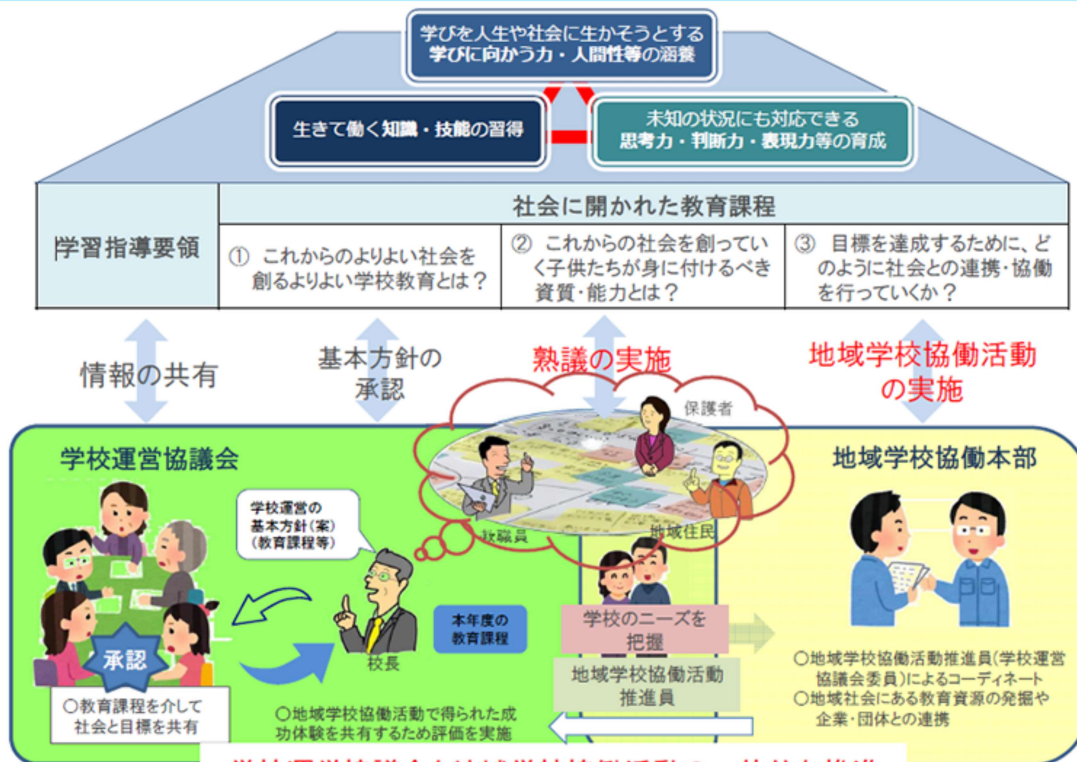 学びを人生や社会に生かそうとする
学びに向かう力・人間性等の涵養
生きて働く知識・技能の習得
未知の状況にも対応できる
思考力・判断力・表現力等の育成
学習指導要領
社会に開かれた教育課程
① これからのよりよい社会を
創るよりよい学校教育とは？
② これからの社会を創ってい
く子供たちが身に付けるべき
資質・能力とは？
③ 目標を達成するために、ど
のように社会との連携・協働
を行っていくか？
情報の共有
基本方針の
承認
熟議の実施
地域学校協働活動
の実施
学校運営協議会
学校運営の
基本方針(案)
(教育課程等)
保護者
教職員
地域住民
地域学校協働本部
承認
校長
本年度の
教育課程
学校のニーズを
把握
地域学校協働活動
推進員
○教育課程を介して
社会と目標を共有
○地域学校協働活動で得られた成
功体験を共有するため評価を実施
○地域学校協働活動推進員(学校運営
協議会委員)によるコーディネート
○地域社会にある教育資源の発掘や
企業・団体との連携